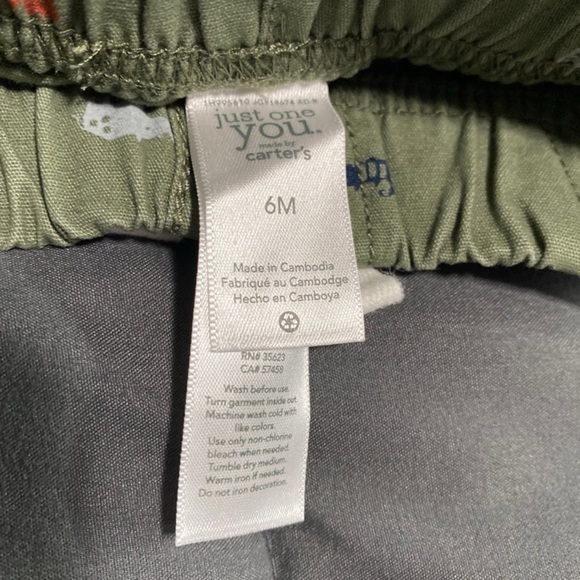 just one
you.
made by
carter's
6M
Made in Cambodia
Fabriqué au Cambodge
Hecho en Camboya
RN# 35623
CA# 57458
Wash before use.
Turn garment inside out.
Machine wash cold with
like colors.
Use only non-chlorine
bleach when needed.
Tumble dry medium.
Warm iron if needed.
Do not iron decoration.